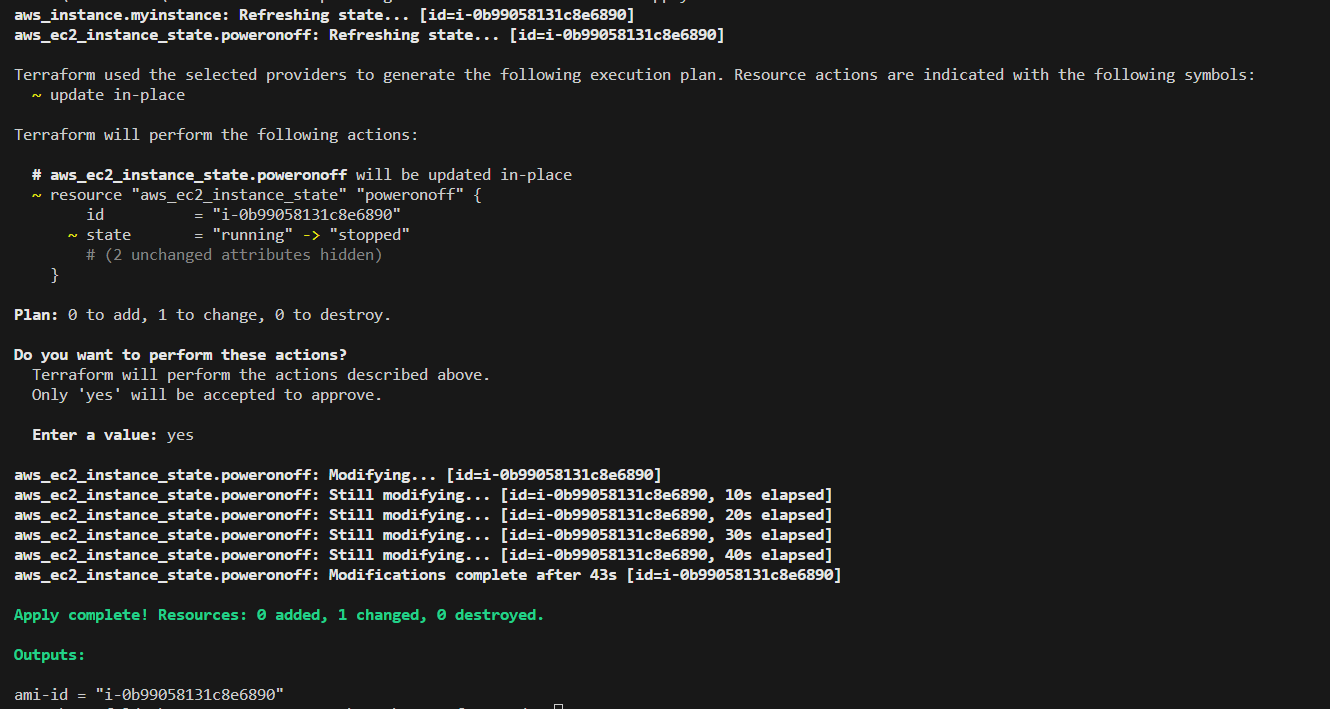 aws_instance.myinstance: Refreshing state... [id=i-0b99058131c8e6890]
aws_ec2_instance_state.poweronoff: Refreshing state... [id=i-0b99058131c8e6890]
Terraform used the selected providers to generate the following execution plan. Resource actions are indicated with the following symbols:
~ update in-place
Terraform will perform the following actions:
# aws_ec2_instance_state.poweronoff will be updated in-place
~ resource "aws_ec2_instance_state" "poweronoff" {
id = "i-0b99058131c8e6890"
~ state = "running" -> "stopped"
# (2 unchanged attributes hidden)
}
Plan: 0 to add, 1 to change, 0 to destroy.
Do you want to perform these actions?
Terraform will perform the actions described above.
Only 'yes' will be accepted to approve.
Enter a value: yes
aws_ec2_instance_state.poweronoff: Modifying... [id=i-0b99058131c8e6890]
aws_ec2_instance_state.poweronoff: Still modifying... [id=i-0b99058131c8e6890, 10s elapsed]
aws_ec2_instance_state.poweronoff: Still modifying... [id=i-0b99058131c8e6890, 20s elapsed]
aws_ec2_instance_state.poweronoff: Still modifying... [id=i-0b99058131c8e6890, 30s elapsed]
aws_ec2_instance_state.poweronoff: Still modifying... [id=i-0b99058131c8e6890, 40s elapsed]
aws_ec2_instance_state.poweronoff: Modifications complete after 43s [id=i-0b99058131c8e6890]
Apply complete! Resources: 0 added, 1 changed, 0 destroyed.
Outputs:
ami-id = "i-0b99058131c8e6890"